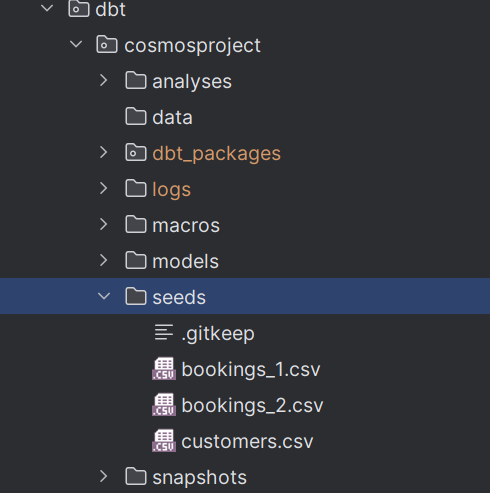 dbt
cosmosproject
analyses
data
dbt_packages
logs
macros
models
seeds
.gitkeep
.CSV bookings_1.csv
.CSV bookings_2.csv
.CSV customers.csv
snapshots